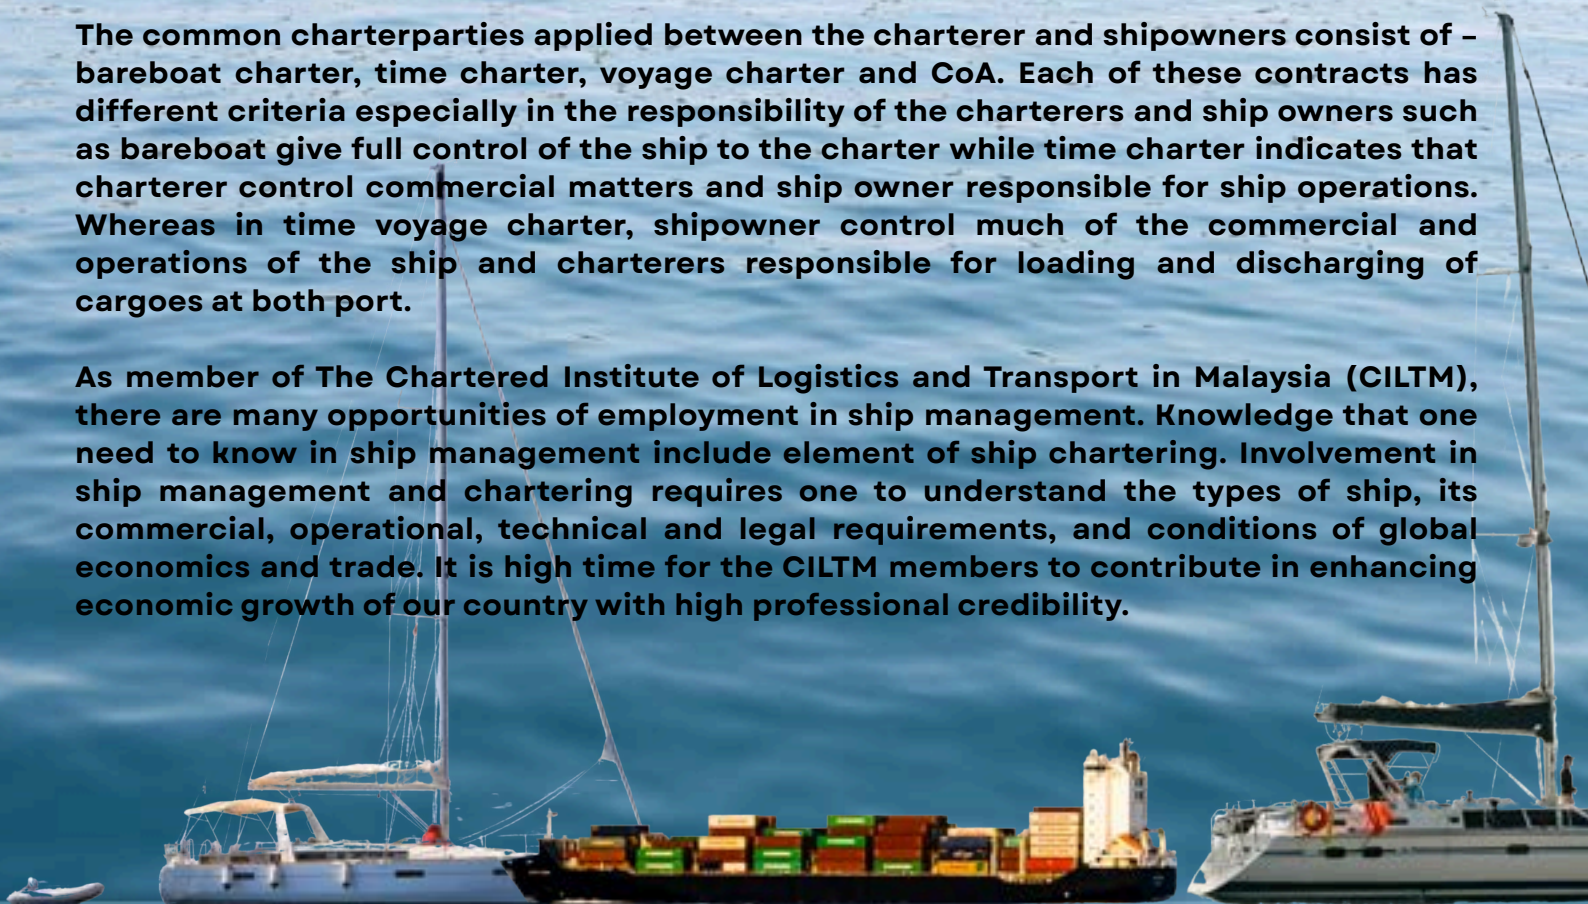 The common charterparties applied between the charterer and shipowners consist of –
bareboat charter, time charter, voyage charter and CoA. Each of these contracts has
different criteria especially in the responsibility of the charterers and ship owners such
as bareboat give full control of the ship to the charter while time charter indicates that
charterer control commercial matters and ship owner responsible for ship operations.
Whereas in time voyage charter, shipowner control much of the commercial and
operations of the ship and charterers responsible for loading and discharging of
cargoes at both port.
As member of The Chartered Institute of Logistics and Transport in Malaysia (CILTM),
there are many opportunities of employment in ship management. Knowledge that one
need to know in ship management include element of ship chartering. Involvement in
ship management and chartering requires one to understand the types of ship, its
commercial, operational, technical and legal requirements, and conditions of global
economics and trade. It is high time for the CILTM members to contribute in enhancing
economic growth of our country with high professional credibility.